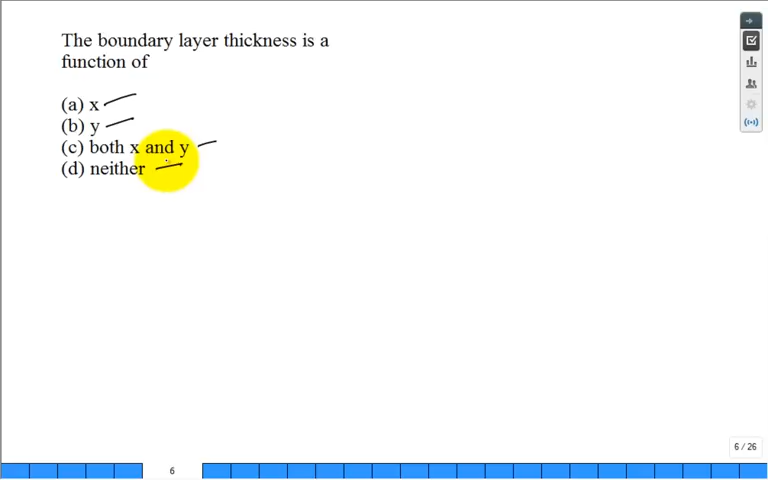 The boundary layer thickness is a
function of
(a) x
(b) y
(c) both x and y
(d) neither
6 / 26
6